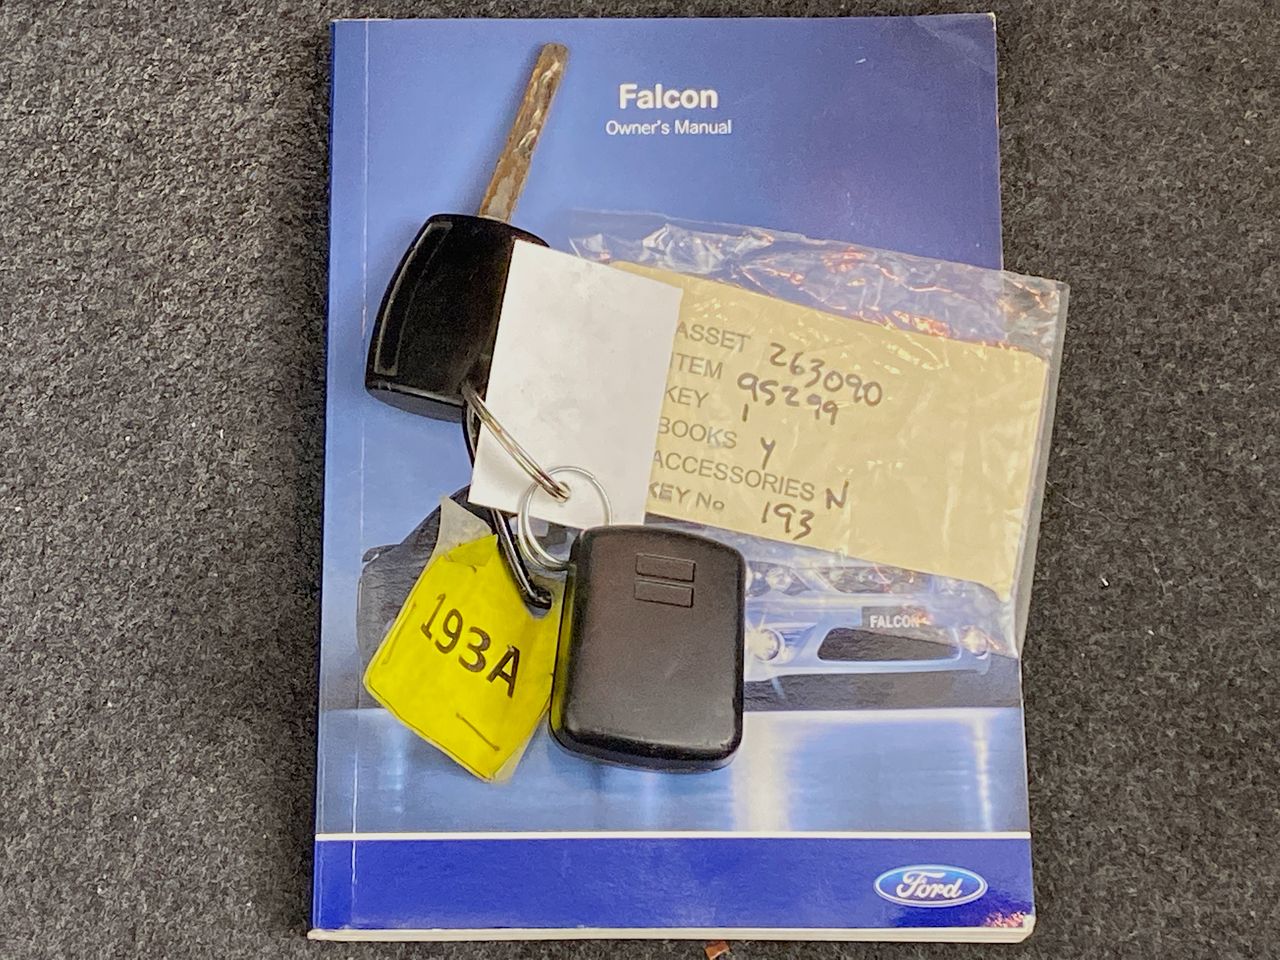 Falcon
Owner's Manual
ASSET 263090
ITEM 95299
KEY 1
BOOKS Y
ACCESSORIES N
KEY No 193
193A
FALCON
Ford